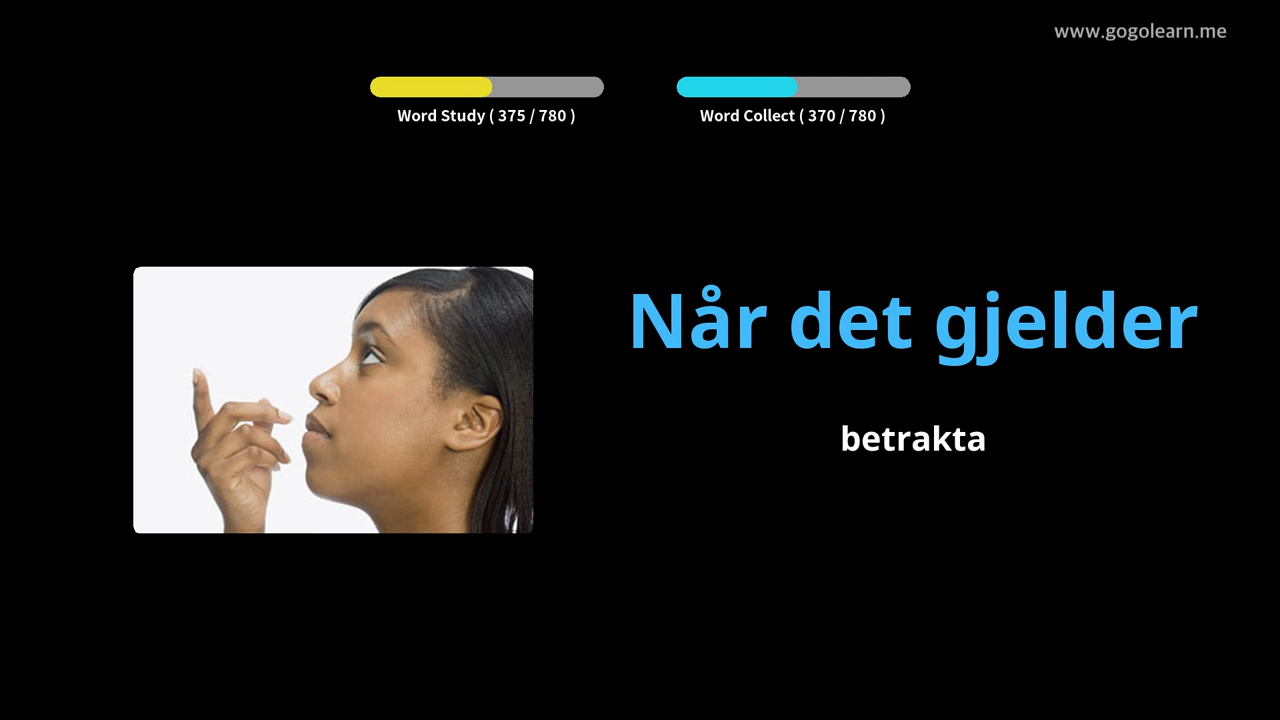 www.gogolearn.me
Word Study ( 375 / 780 )
Word Collect ( 370 / 780 )
Når det gjelder
betrakta